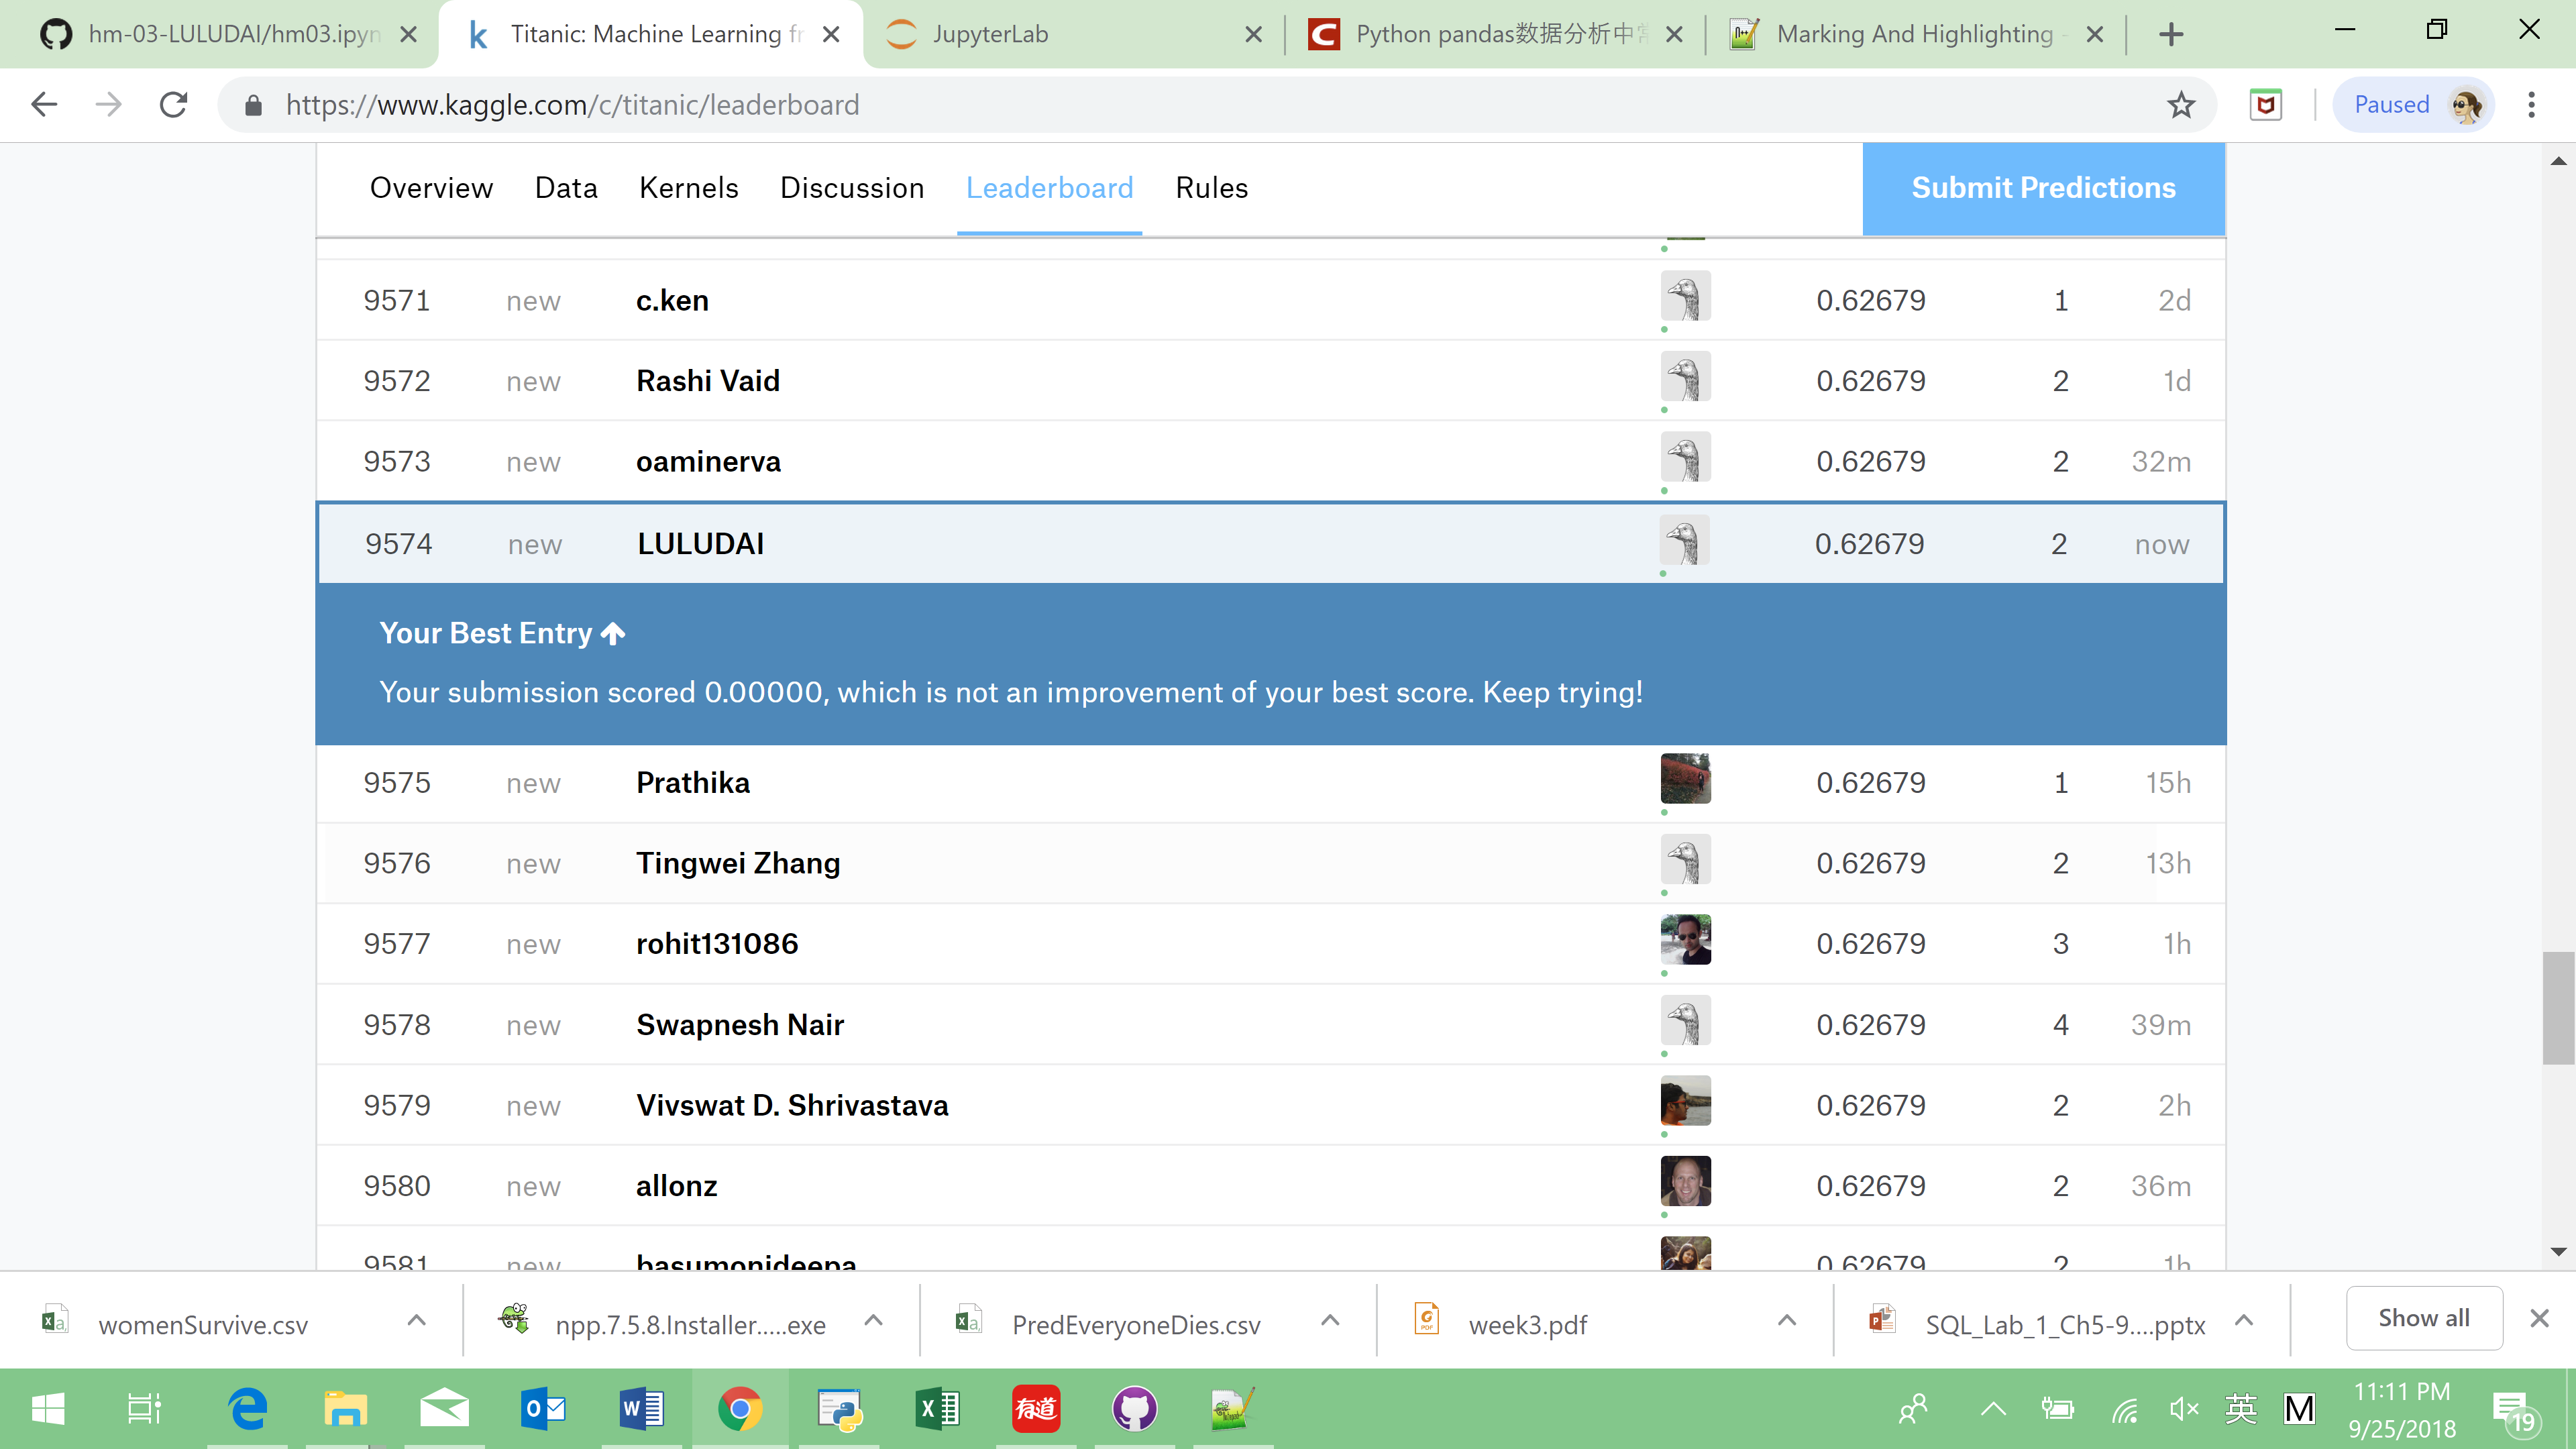 hm-03-LULUDAI/hm03.ipyn
Titanic: Machine Learning fr
JupyterLab
Python pandas数据分析中常
Marking And Highlighting -
https://www.kaggle.com/c/titanic/leaderboard
Paused
Overview Data Kernels Discussion Leaderboard Rules Submit Predictions
9571 new c.ken 0.62679 1 2d
9572 new Rashi Vaid 0.62679 2 1d
9573 new oaminerva 0.62679 2 32m
9574 new LULUDAI 0.62679 2 now
Your Best Entry
Your submission scored 0.00000, which is not an improvement of your best score. Keep trying!
9575 new Prathika 0.62679 1 15h
9576 new Tingwei Zhang 0.62679 2 13h
9577 new rohit131086 0.62679 3 1h
9578 new Swapnesh Nair 0.62679 4 39m
9579 new Vivswat D. Shrivastava 0.62679 2 2h
9580 new allonz 0.62679 2 36m
9581 new basumonideepa 0.62679 2 1h
womenSurvive.csv
npp.7.5.8.Installer.....exe
PredEveryoneDies.csv
week3.pdf
SQL_Lab_1_Ch5-9....pptx
Show all
有道
英 M
11:11 PM
9/25/2018
19